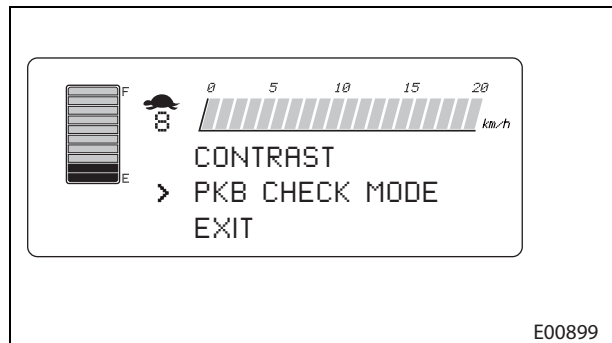 F
E
8
0 5 10 15 20
km/h
CONTRAST
> PKB CHECK MODE
EXIT
E00899